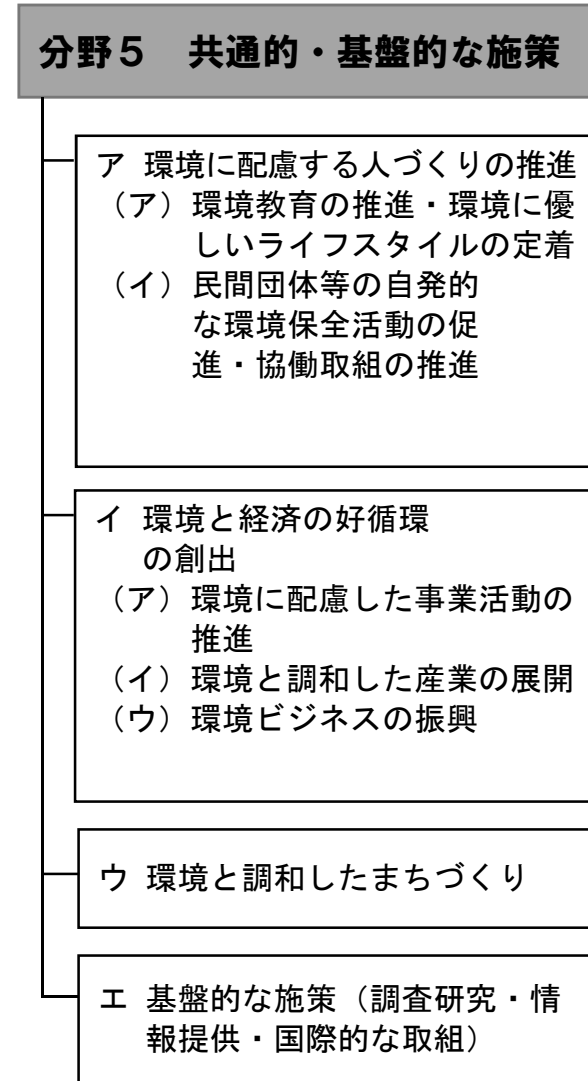 分野5 共通的・基盤的な施策
ア 環境に配慮する人づくりの推進
（ア）環境教育の推進・環境に優
しいライフスタイルの定着
（イ）民間団体等の自発的
な環境保全活動の促
進・協働取組の推進
イ 環境と経済の好循環
の創出
（ア）環境に配慮した事業活動の
推進
（イ）環境と調和した産業の展開
（ウ）環境ビジネスの振興
ウ 環境と調和したまちづくり
エ 基盤的な施策（調査研究・情
報提供・国際的な取組）